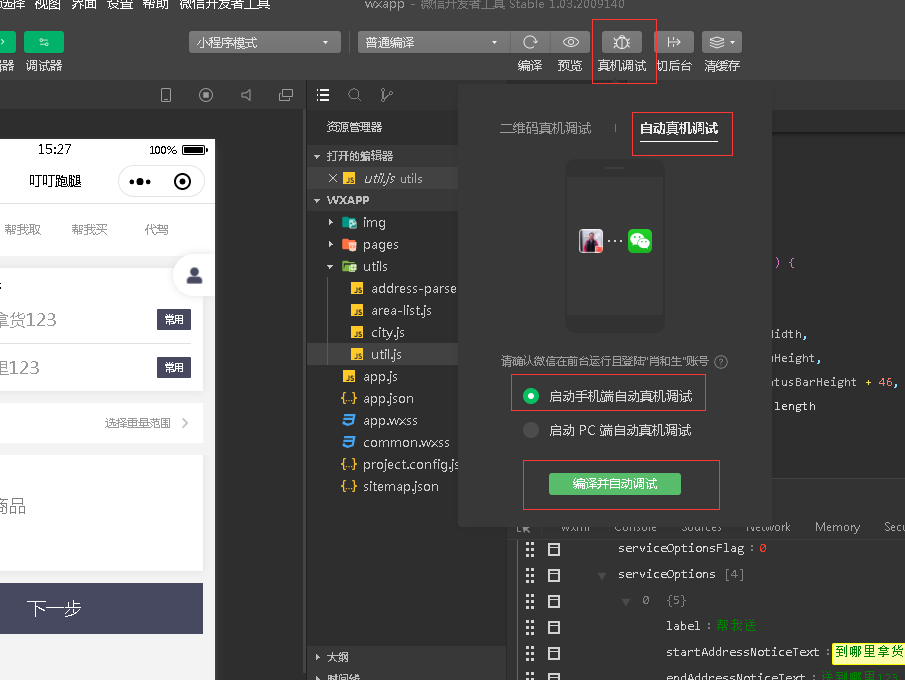 选择 视图 界面 设置 帮助 微信开发者工具
wxapp - 微信开发者工具 Stable 1.03.2009140
器 调试器
小程序模式
普通编译
编译 预览 真机调试 切后台 清缓存
15:27
100%
叮叮跑腿
帮我取 帮我买 代驾
拿货123
常用
里123
常用
选择重量范围
商品
下一步
资源管理器
打开的编辑器
util.js utils
WXAPP
img
pages
utils
address-parse
area-list.js
city.js
util.js
app.js
app.json
app.wxss
common.wxss
project.config.js
sitemap.json
大纲
时间线
二维码真机调试
自动真机调试
请确认微信在前台运行且登陆"肖和生"账号
启动手机端自动真机调试
启动 PC 端自动真机调试
编译并自动调试
) {
idth,
Height,
atusBarHeight + 46,
length
Wxml Console Sources Network Memory Secu
serviceOptionsFlag : 0
serviceOptions [4]
0 {5}
label : 帮我送
startAddressNoticeText : 到哪里拿货
endAddressNoticeText : 送到哪里123